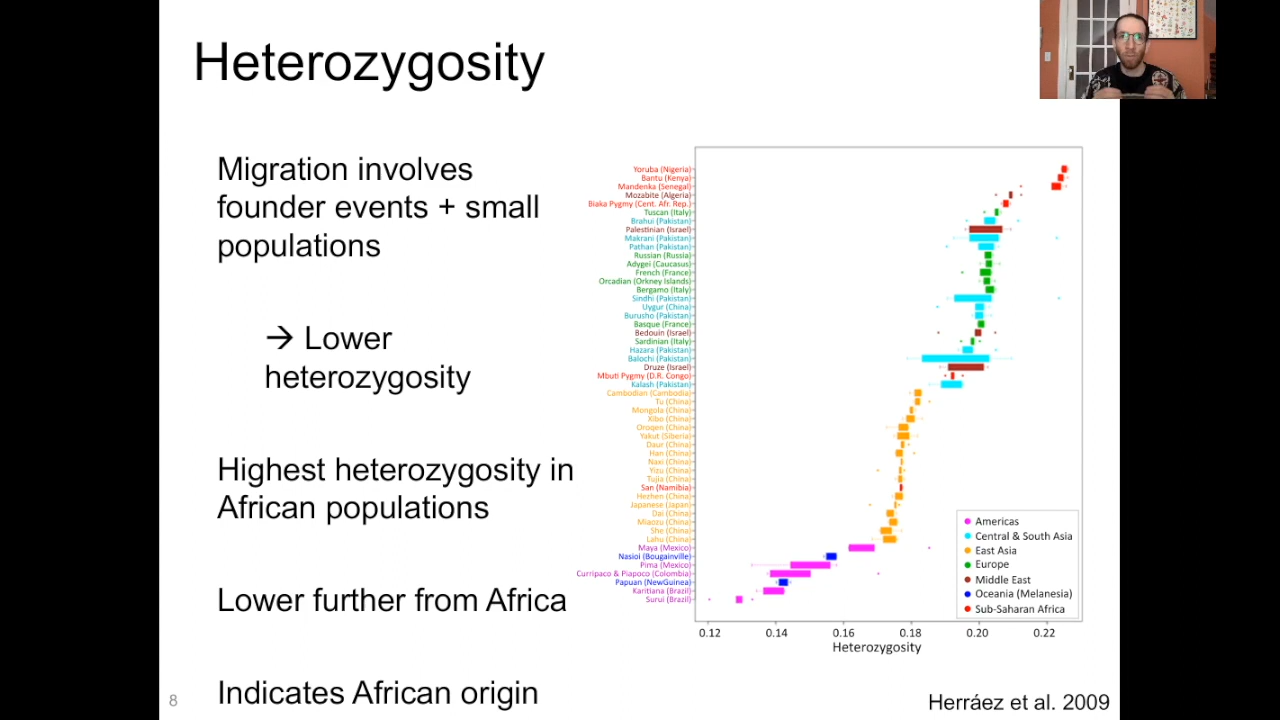 Heterozygosity
Migration involves
founder events + small
populations
→ Lower
heterozygosity
Highest heterozygosity in
African populations
Lower further from Africa
Indicates African origin
8
Yoruba (Nigeria)
Bantu (Kenya)
Mandenka (Senegal)
Mozabite (Algeria)
Biaka Pygmy (Cent. Afr. Rep.)
Tuscan (Italy)
Brahui (Pakistan)
Palestinian (Israel)
Makrani (Pakistan)
Pathan (Pakistan)
Russian (Russia)
Adygei (Caucasus)
French (France)
Orcadian (Orkney Islands)
Bergamo (Italy)
Sindhi (Pakistan)
Uygur (China)
Burusho (Pakistan)
Basque (France)
Bedouin (Israel)
Sardinian (Italy)
Hazara (Pakistan)
Balochi (Pakistan)
Druze (Israel)
Mbuti Pygmy (D.R. Congo)
Kalash (Pakistan)
Cambodian (Cambodia)
Tu (China)
Mongola (China)
Xibo (China)
Oroqen (China)
Yakut (Siberia)
Daur (China)
Han (China)
Naxi (China)
Yizu (China)
Tujia (China)
San (Namibia)
Hezhen (China)
Japanese (Japan)
Dai (China)
Miaozu (China)
She (China)
Lahu (China)
Maya (Mexico)
Nasioi (Bougainville)
Pima (Mexico)
Curripaco & Piapoco (Colombia)
Papuan (NewGuinea)
Karitiana (Brazil)
Surui (Brazil)
Americas
Central & South Asia
East Asia
Europe
Middle East
Oceania (Melanesia)
Sub-Saharan Africa
0.12 0.14 0.16 0.18 0.20 0.22
Heterozygosity
Herráez et al. 2009